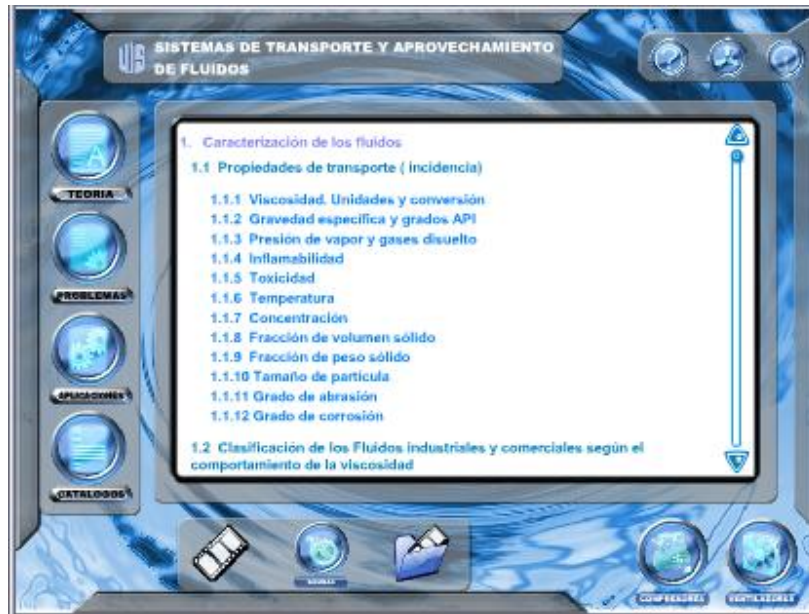 UIS
SISTEMAS DE TRANSPORTE Y APROVECHAMIENTO
DE FLUIDOS
1. Caracterización de los fluidos
1.1 Propiedades de transporte ( incidencia)
1.1.1 Viscosidad. Unidades y conversión
1.1.2 Gravedad específica y grados API
1.1.3 Presión de vapor y gases disuelto
1.1.4 Inflamabilidad
1.1.5 Toxicidad
1.1.6 Temperatura
1.1.7 Concentración
1.1.8 Fracción de volumen sólido
1.1.9 Fracción de peso sólido
1.1.10 Tamaño de partícula
1.1.11 Grado de abrasión
1.1.12 Grado de corrosión
1.2 Clasificación de los Fluidos industriales y comerciales según el
comportamiento de la viscosidad
TEORIA
PROBLEMAS
APLICACIONES
CATALOGOS
NORMAS
COMPRESORES
VENTILADORES